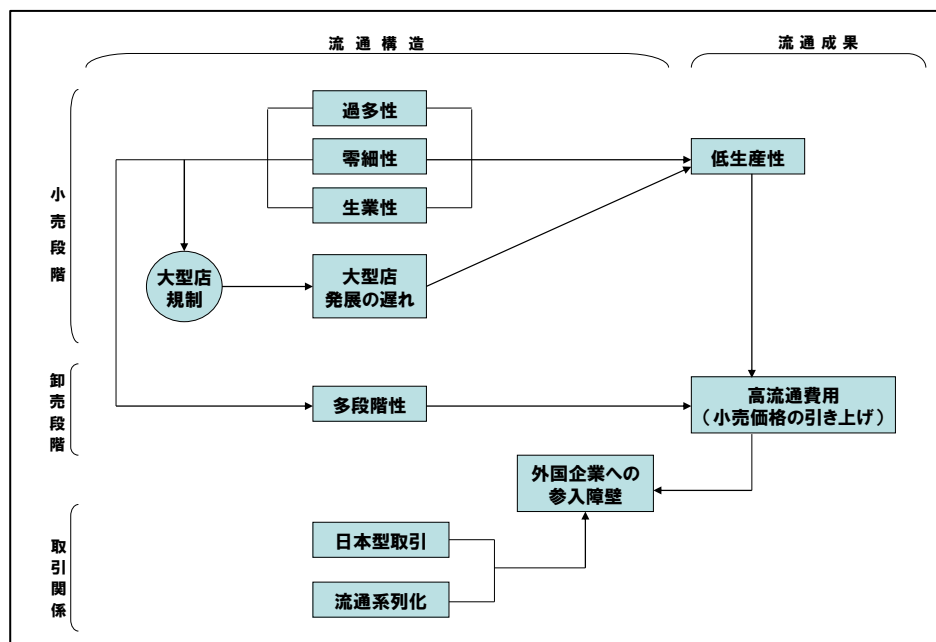 流通構造
流通成果
小売段階
過多性
零細性
生業性
低生産性
大型店
規制
大型店
発展の遅れ
卸売段階
多段階性
高流通費用
（小売価格の引き上げ）
外国企業への
参入障壁
取引関係
日本型取引
流通系列化